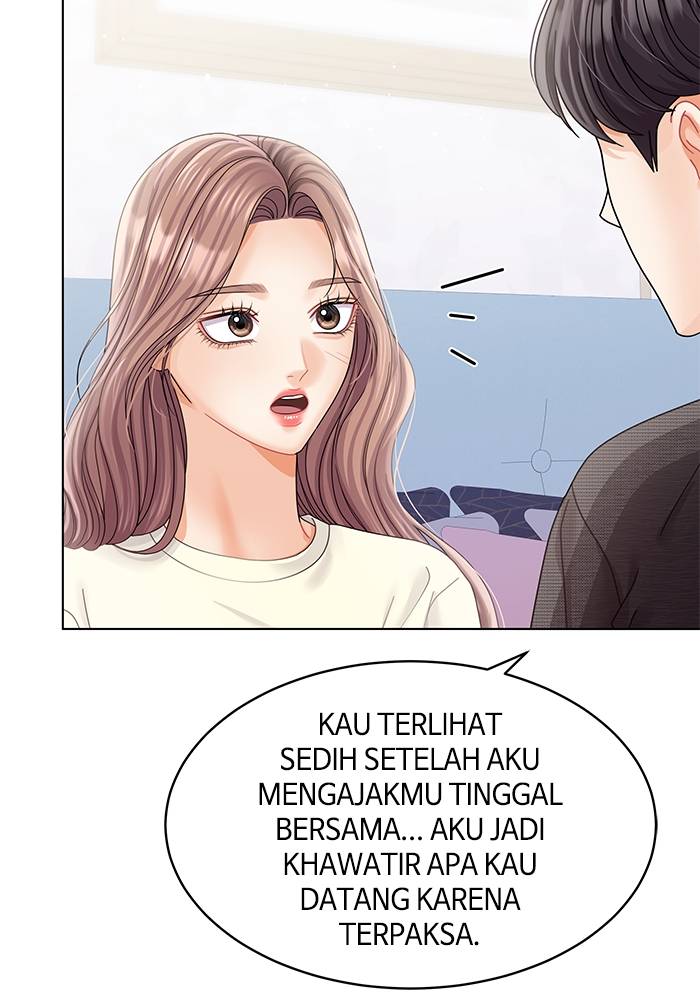 KAU TERLIHAT
SEDIH SETELAH AKU
MENGAJAKMU TINGGAL
BERSAMA... AKU JADI
KHAWATIR APA KAU
DATANG KARENA
TERPAKSA.